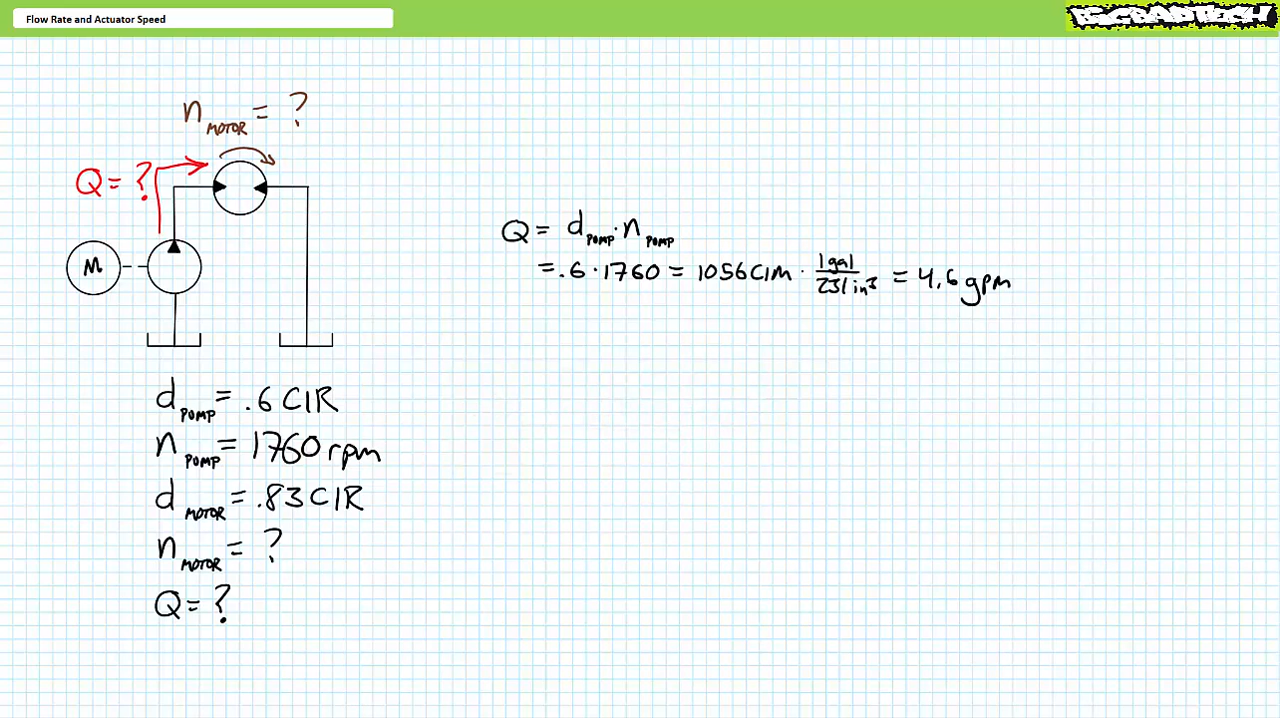 Flow Rate and Actuator Speed
BIGBADTECH
n MOTOR = ?
Q = ?
M
Q = d PUMP · n PUMP
= .6 · 1760 = 1056 CIM · 1 gal / 231 in³ = 4.6 gpm
d PUMP = .6 CIR
n PUMP = 1760 rpm
d MOTOR = .83 CIR
n MOTOR = ?
Q = ?